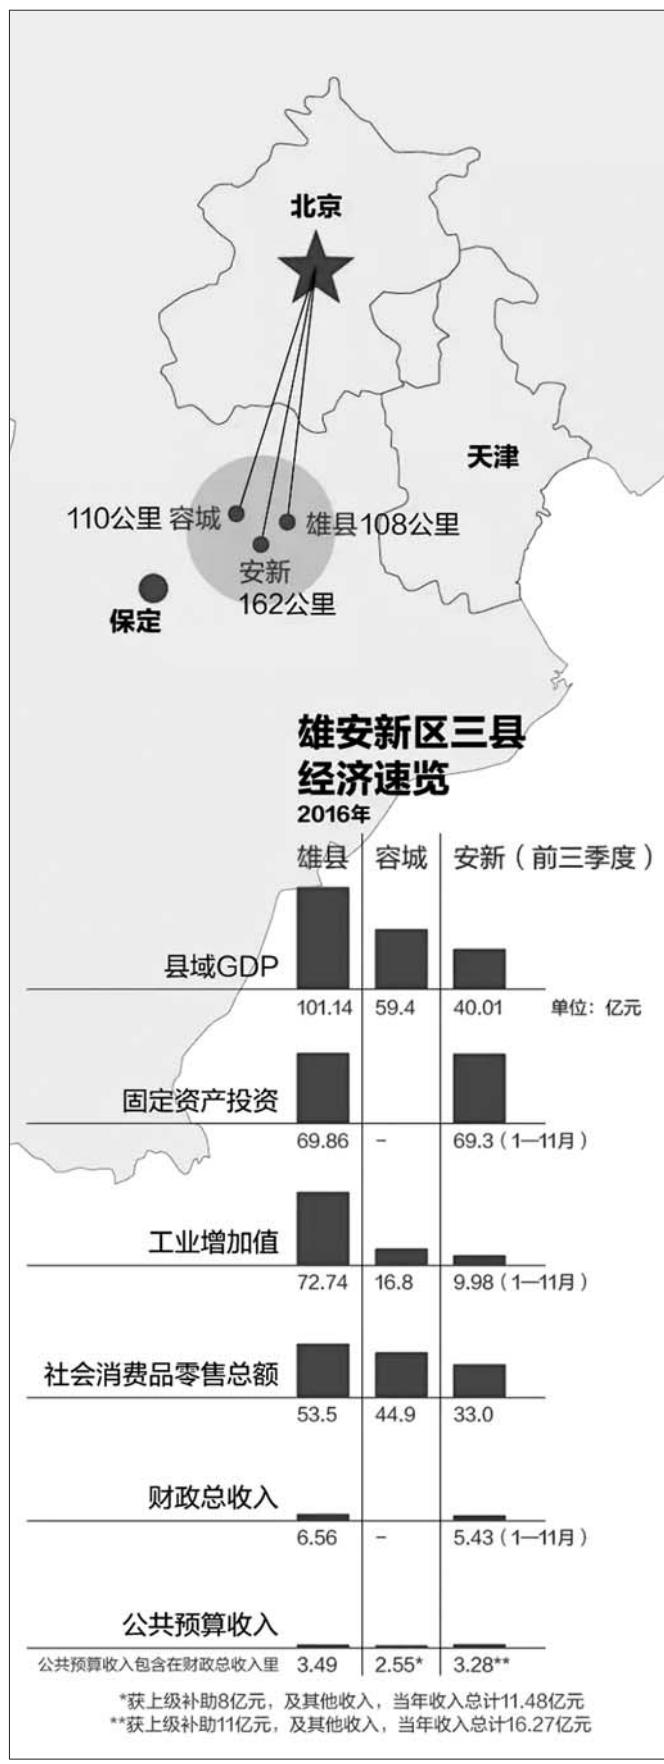 北京
天津
110公里 容城
雄县 108公里
安新
162公里
保定
雄安新区三县
经济速览
2016年
雄县 容城 安新（前三季度）
县域GDP
101.14 59.4 40.01 单位：亿元
固定资产投资
69.86 – 69.3（1—11月）
工业增加值
72.74 16.8 9.98（1—11月）
社会消费品零售总额
53.5 44.9 33.0
财政总收入
6.56 – 5.43（1—11月）
公共预算收入
公共预算收入包含在财政总收入里 3.49 2.55* 3.28**
*获上级补助8亿元，及其他收入，当年收入总计11.48亿元
**获上级补助11亿元，及其他收入，当年收入总计16.27亿元